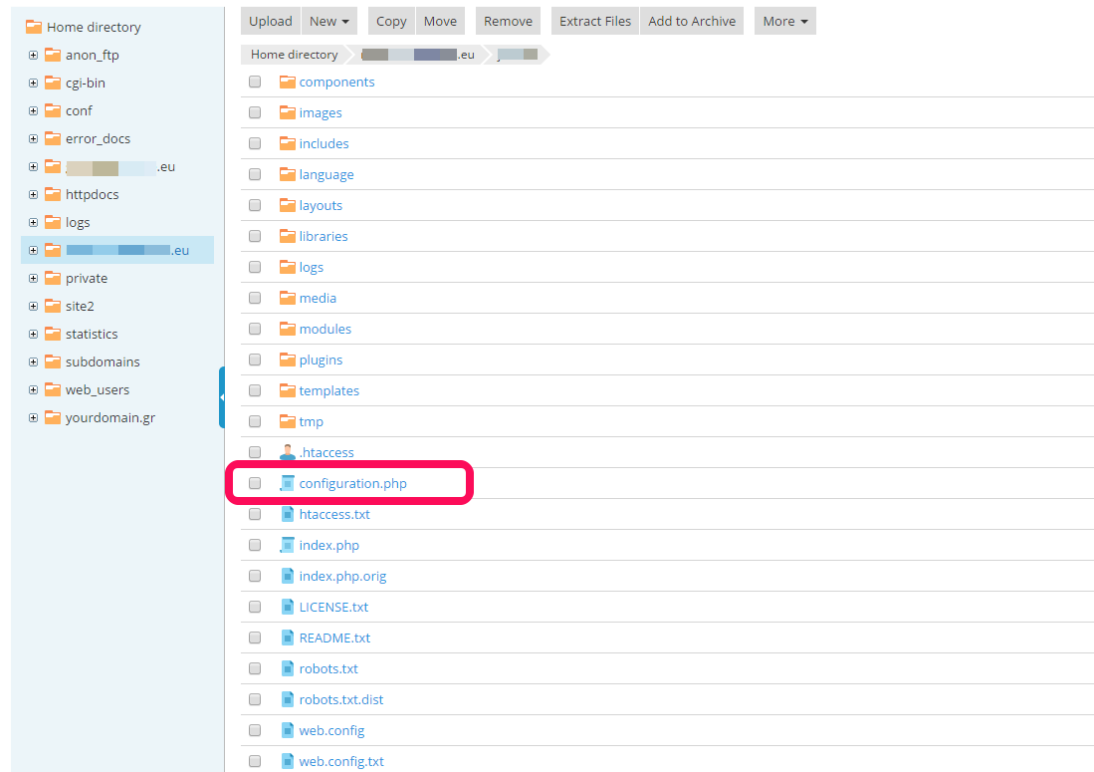 Home directory
anon_ftp
cgi-bin
conf
error_docs
.eu
httpdocs
logs
.eu
private
site2
statistics
subdomains
web_users
yourdomain.gr
Upload New Copy Move Remove Extract Files Add to Archive More
Home directory .eu
components
images
includes
language
layouts
libraries
logs
media
modules
plugins
templates
tmp
.htaccess
configuration.php
htaccess.txt
index.php
index.php.orig
LICENSE.txt
README.txt
robots.txt
robots.txt.dist
web.config
web.config.txt